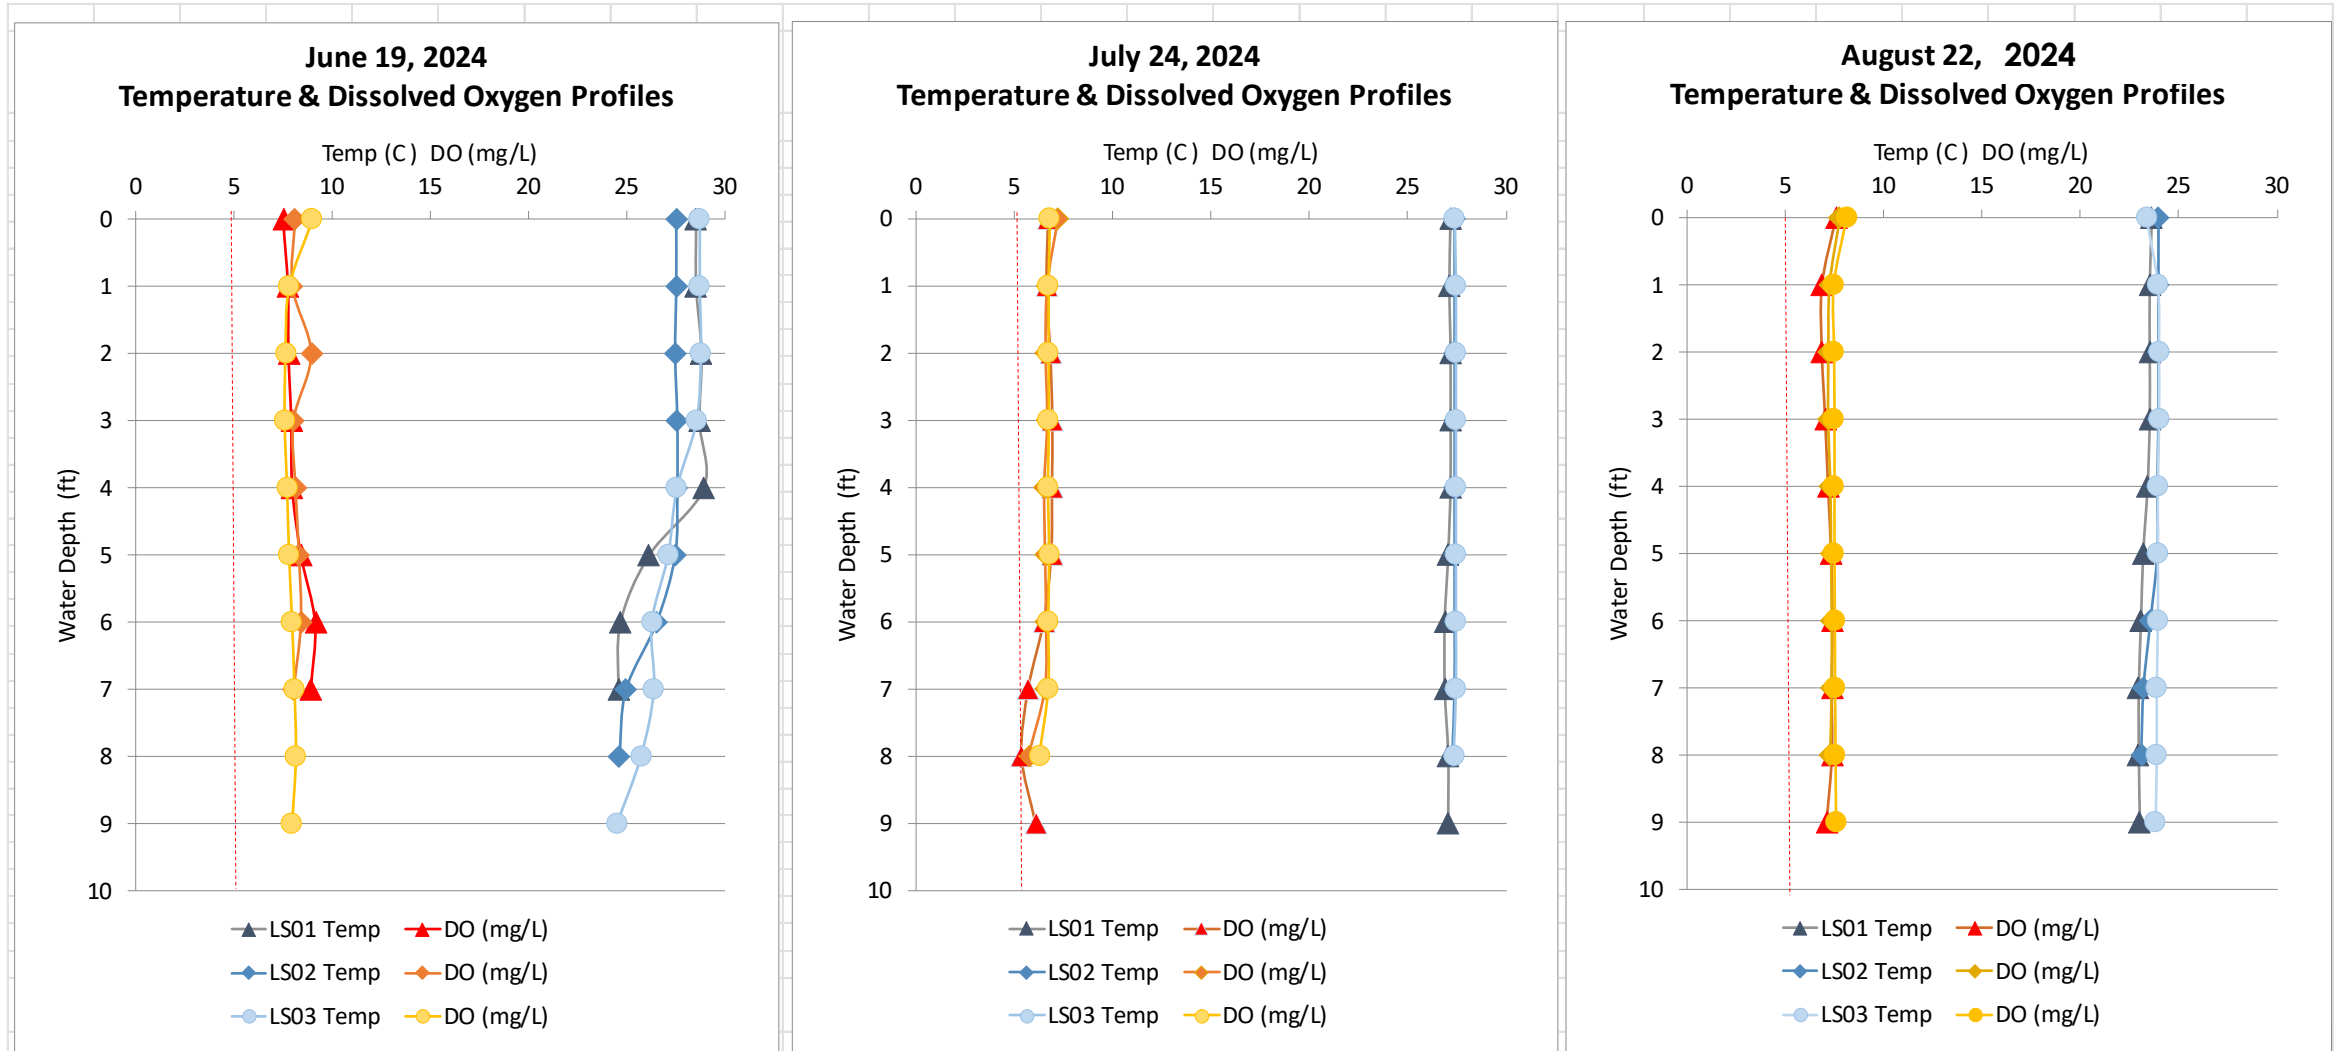 June 19, 2024
Temperature & Dissolved Oxygen Profiles
Temp (C) DO (mg/L)
0 5 10 15 20 25 30
0
1
2
3
4
5
6
7
8
9
10
Water Depth (ft)
LS01 Temp DO (mg/L)
LS02 Temp DO (mg/L)
LS03 Temp DO (mg/L)
July 24, 2024
Temperature & Dissolved Oxygen Profiles
Temp (C) DO (mg/L)
0 5 10 15 20 25 30
0
1
2
3
4
5
6
7
8
9
10
Water Depth (ft)
LS01 Temp DO (mg/L)
LS02 Temp DO (mg/L)
LS03 Temp DO (mg/L)
August 22, 2024
Temperature & Dissolved Oxygen Profiles
Temp (C) DO (mg/L)
0 5 10 15 20 25 30
0
1
2
3
4
5
6
7
8
9
10
Water Depth (ft)
LS01 Temp DO (mg/L)
LS02 Temp DO (mg/L)
LS03 Temp DO (mg/L)